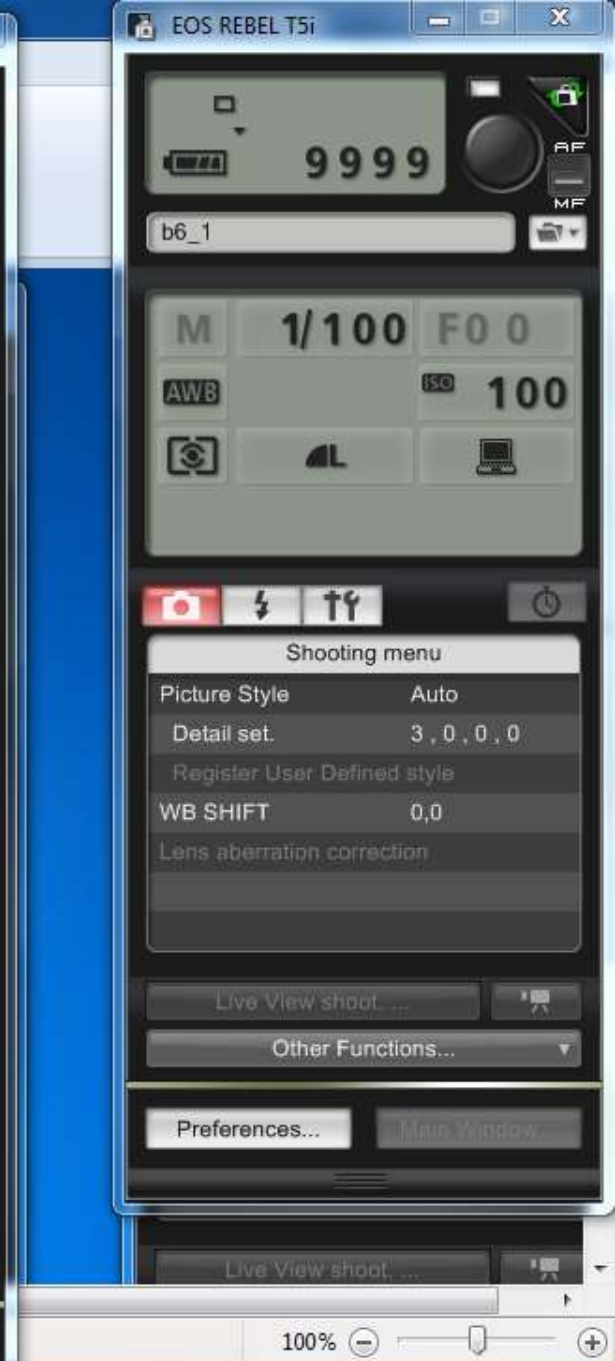 EOS REBEL T5i
9999
AF
MF
b6_1
M 1/100 F00
AWB ISO 100
L
Shooting menu
Picture Style Auto
Detail set. 3 , 0 , 0 , 0
Register User Defined style
WB SHIFT 0,0
Lens aberration correction
Live View shoot. ...
Other Functions...
Preferences... Main Window...
Live View shoot. ...
100%